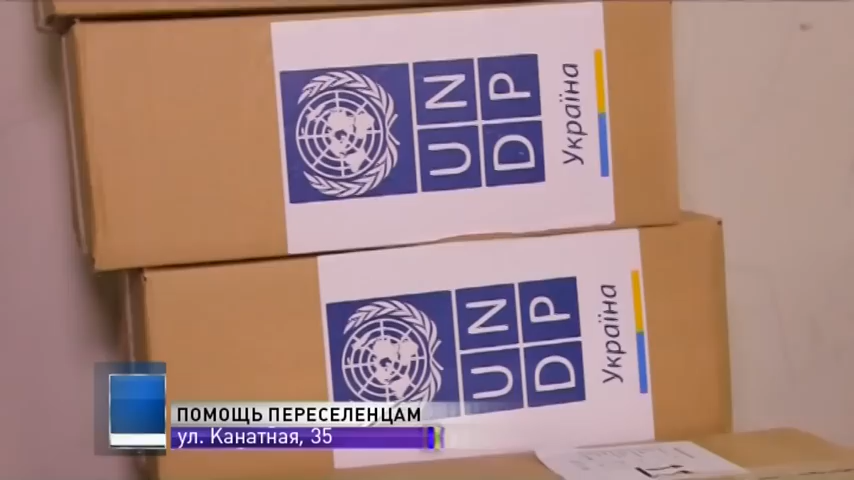 UN
DP
Україна
UN
DP
Україна
ПОМОЩЬ ПЕРЕСЕЛЕНЦАМ
ул. Канатная, 35